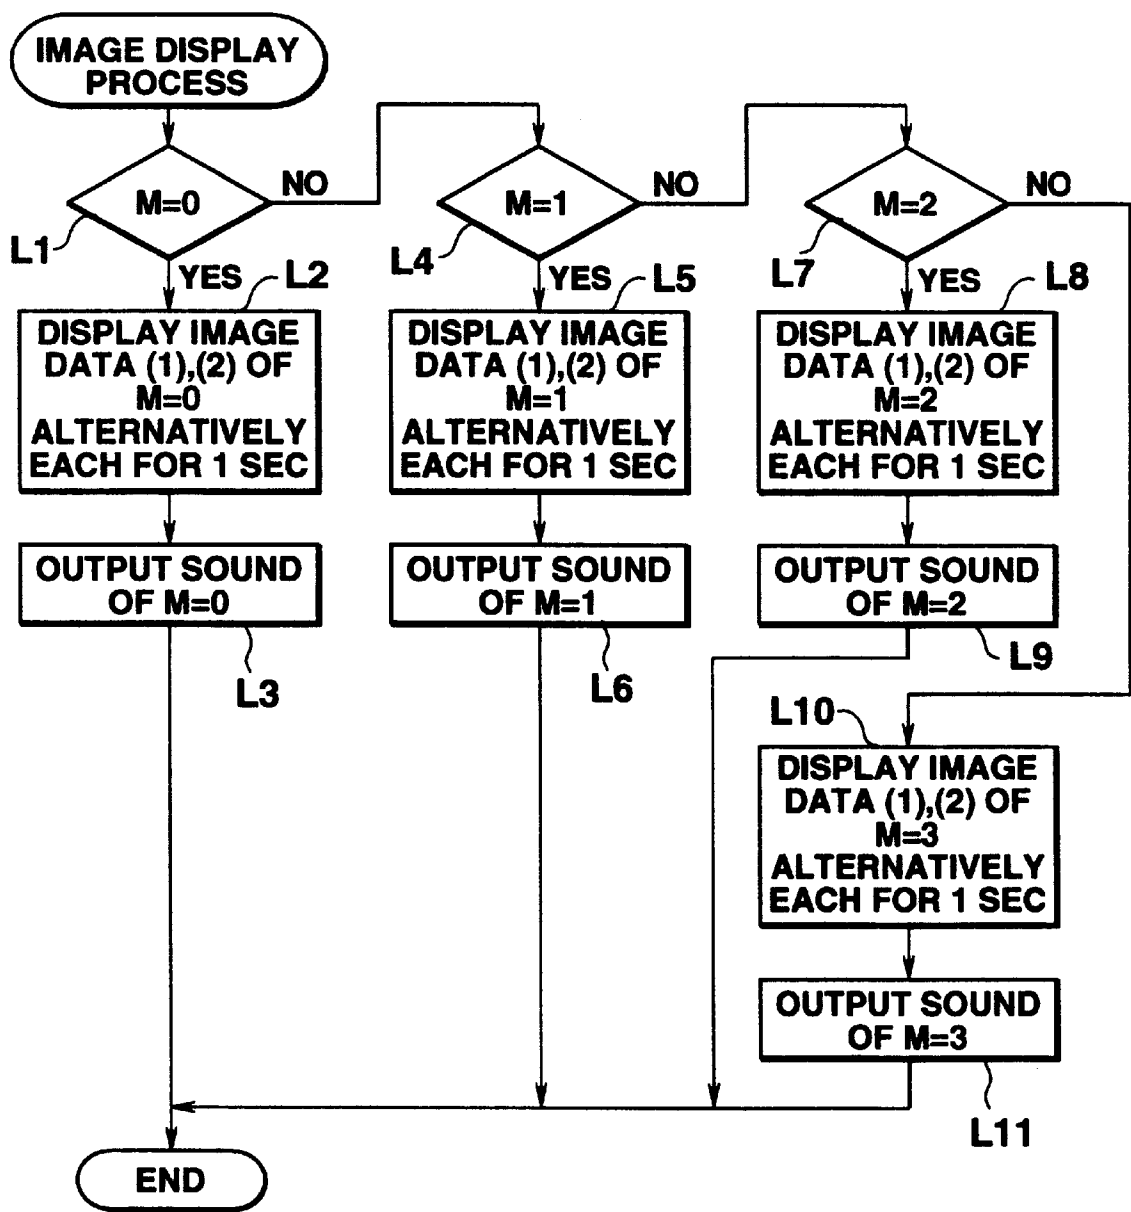 IMAGE DISPLAY
PROCESS
M=0
NO
L1
YES
L2
DISPLAY IMAGE
DATA (1),(2) OF
M=0
ALTERNATIVELY
EACH FOR 1 SEC
OUTPUT SOUND
OF M=0
L3
M=1
NO
L4
YES
L5
DISPLAY IMAGE
DATA (1),(2) OF
M=1
ALTERNATIVELY
EACH FOR 1 SEC
OUTPUT SOUND
OF M=1
L6
M=2
NO
L7
YES
L8
DISPLAY IMAGE
DATA (1),(2) OF
M=2
ALTERNATIVELY
EACH FOR 1 SEC
OUTPUT SOUND
OF M=2
L9
L10
DISPLAY IMAGE
DATA (1),(2) OF
M=3
ALTERNATIVELY
EACH FOR 1 SEC
OUTPUT SOUND
OF M=3
L11
END